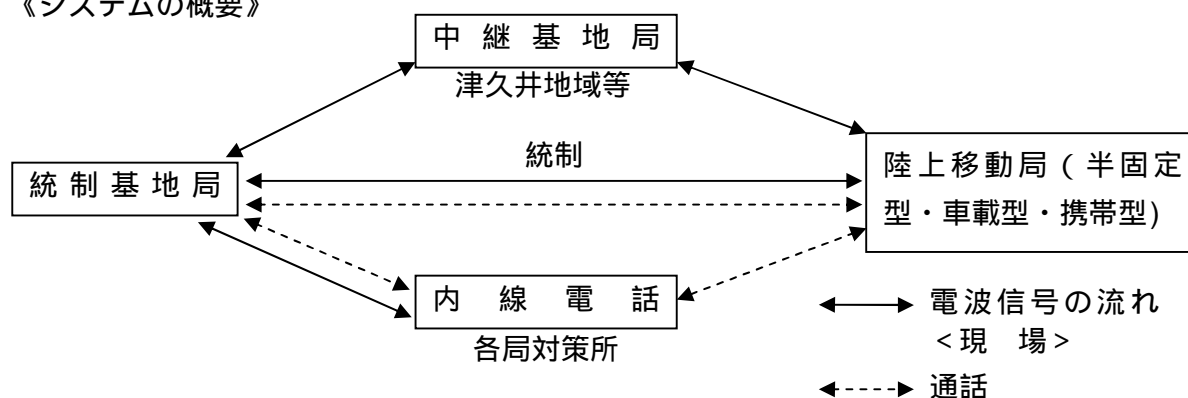 《システムの概要》
中継基地局
津久井地域等
統制
統制基地局
陸上移動局（半固定
型・車載型・携帯型)
内線電話
各局対策所
電波信号の流れ
<現　場>
通話